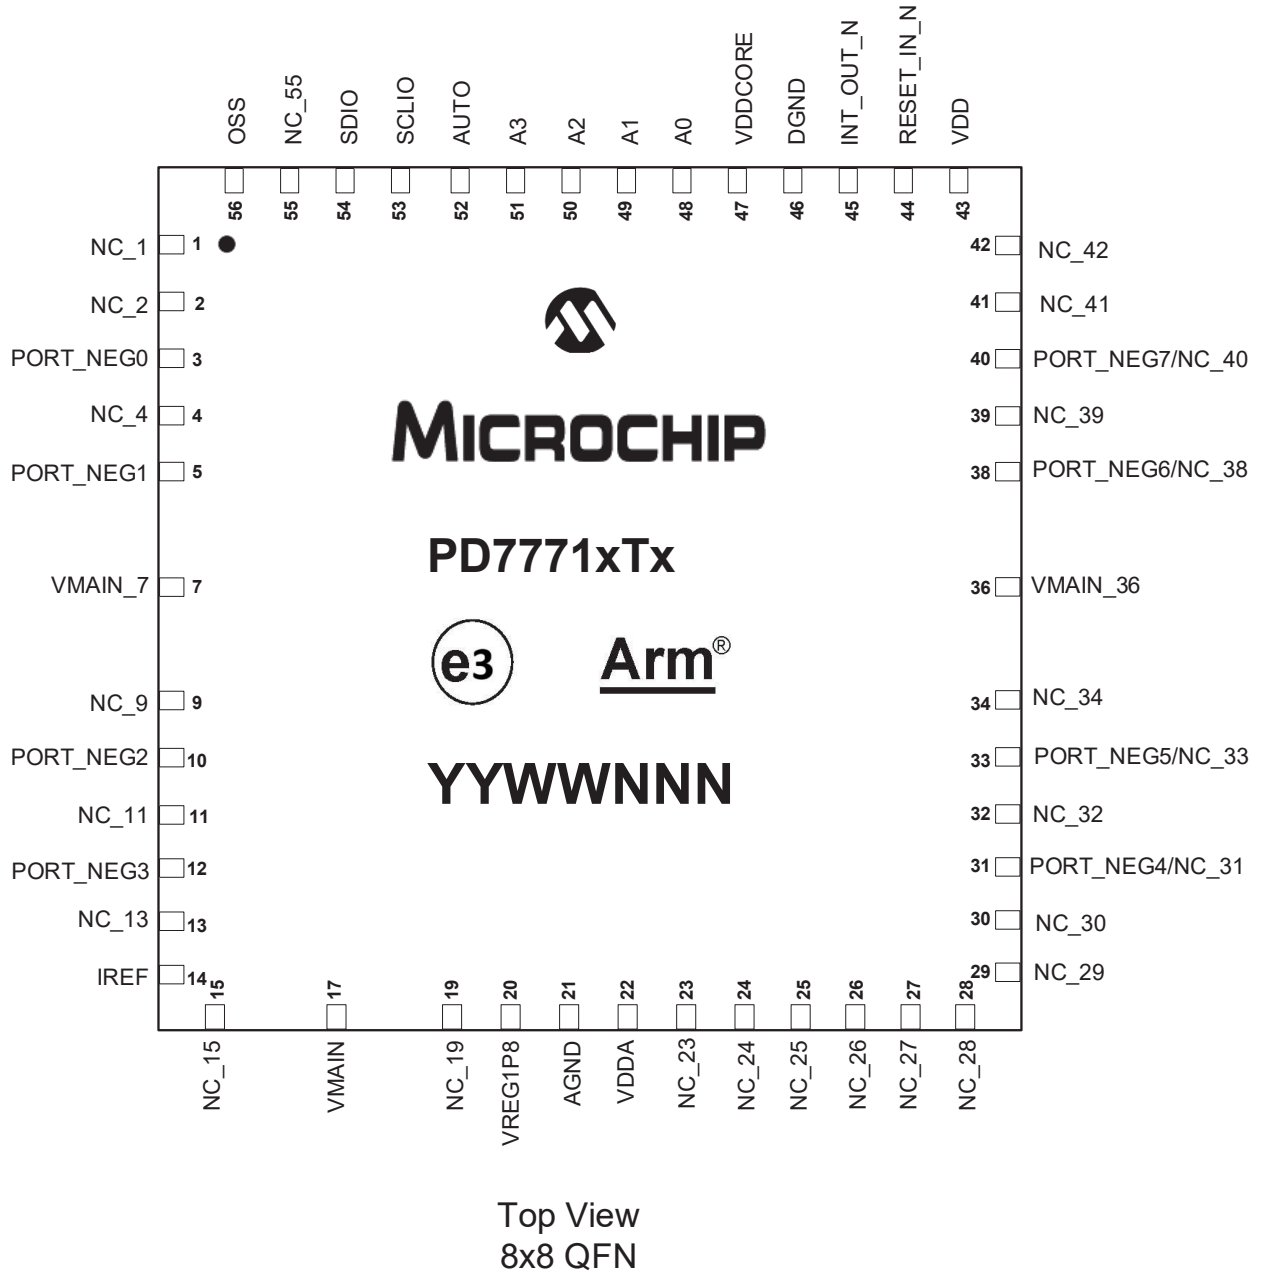 OSS
NC_55
SDIO
SCLIO
AUTO
A3
A2
A1
A0
VDDCORE
DGND
INT_OUT_N
RESET_IN_N
VDD
56
55
54
53
52
51
50
49
48
47
46
45
44
43
NC_1 1
NC_2 2
PORT_NEG0 3
NC_4 4
PORT_NEG1 5
VMAIN_7 7
NC_9 9
PORT_NEG2 10
NC_11 11
PORT_NEG3 12
NC_13 13
IREF 14
42 NC_42
41 NC_41
40 PORT_NEG7/NC_40
39 NC_39
38 PORT_NEG6/NC_38
36 VMAIN_36
34 NC_34
33 PORT_NEG5/NC_33
32 NC_32
31 PORT_NEG4/NC_31
30 NC_30
29 NC_29
MICROCHIP
PD7771xTx
e3 Arm®
YYWWNNN
15
17
19
20
21
22
23
24
25
26
27
28
NC_15
VMAIN
NC_19
VREG1P8
AGND
VDDA
NC_23
NC_24
NC_25
NC_26
NC_27
NC_28
Top View
8x8 QFN